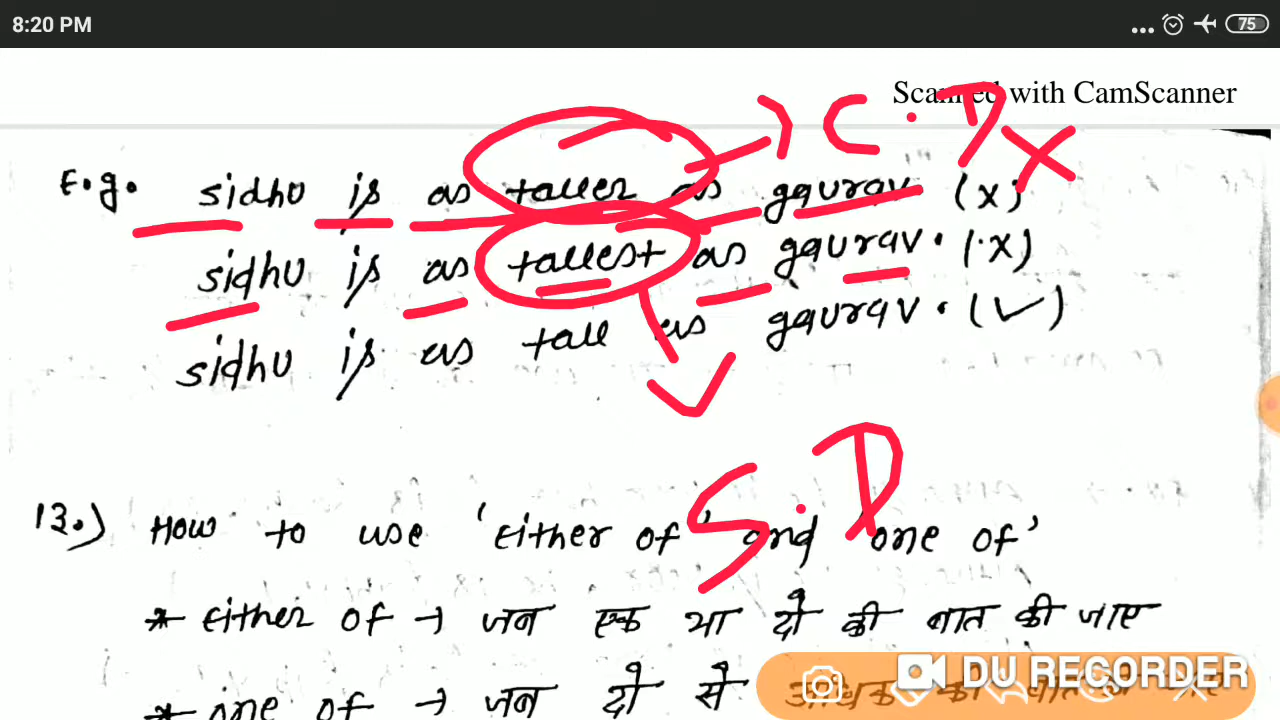 8:20 PM
75
Scanned with CamScanner
C.D X
E.g. sidhu is as taller as gaurav (x)
sidhu is as tallest as gaurav. (x)
sidhu is as tall as gaurav. (✓)
S.D
13.) How to use 'either of' and 'one of'
* either of → जब एक या दो की बात की जाए
* one of → जब दो से अधिक की
DU RECORDER